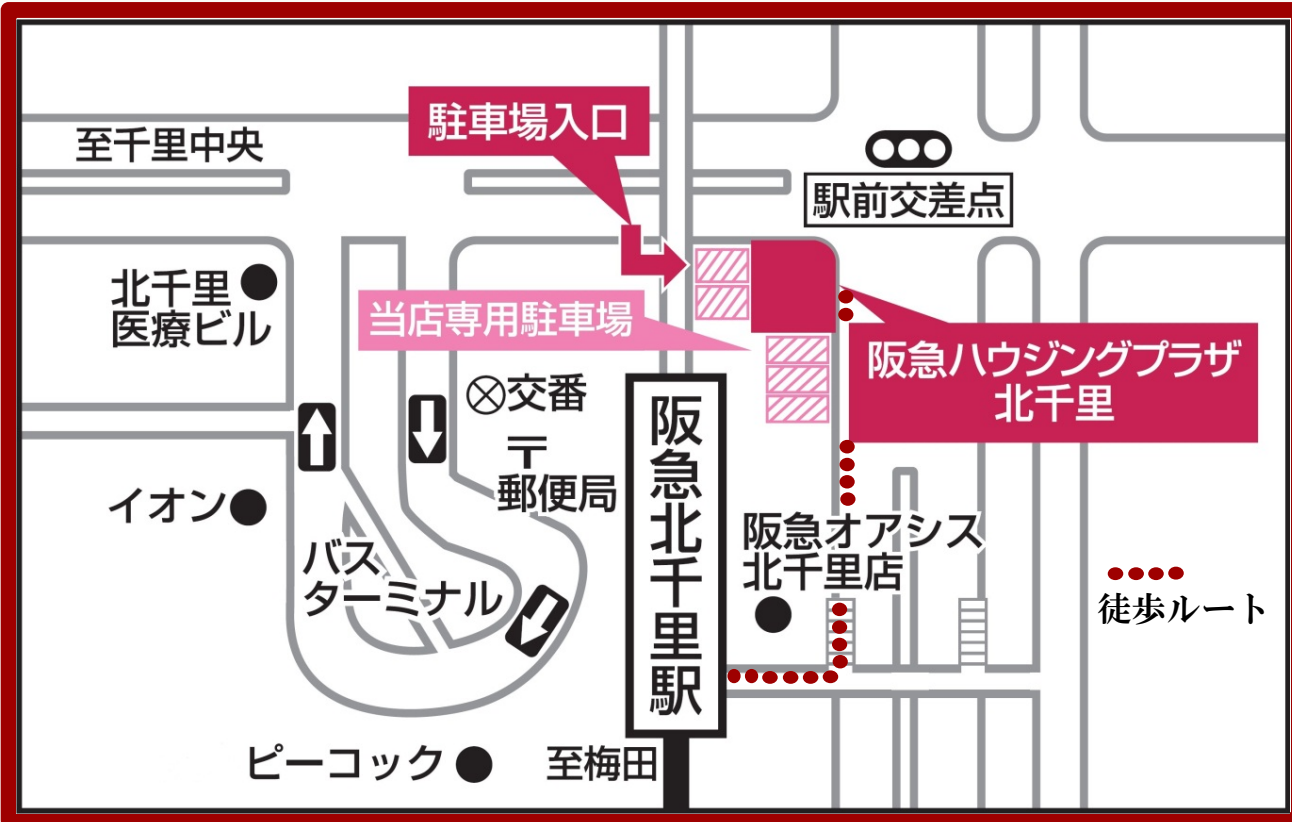 駐車場入口
至千里中央
駅前交差点
北千里
医療ビル
当店専用駐車場
阪急ハウジングプラザ
北千里
交番
〒
郵便局
阪急北千里駅
イオン
阪急オアシス
北千里店
バス
ターミナル
徒歩ルート
ピーコック
至梅田